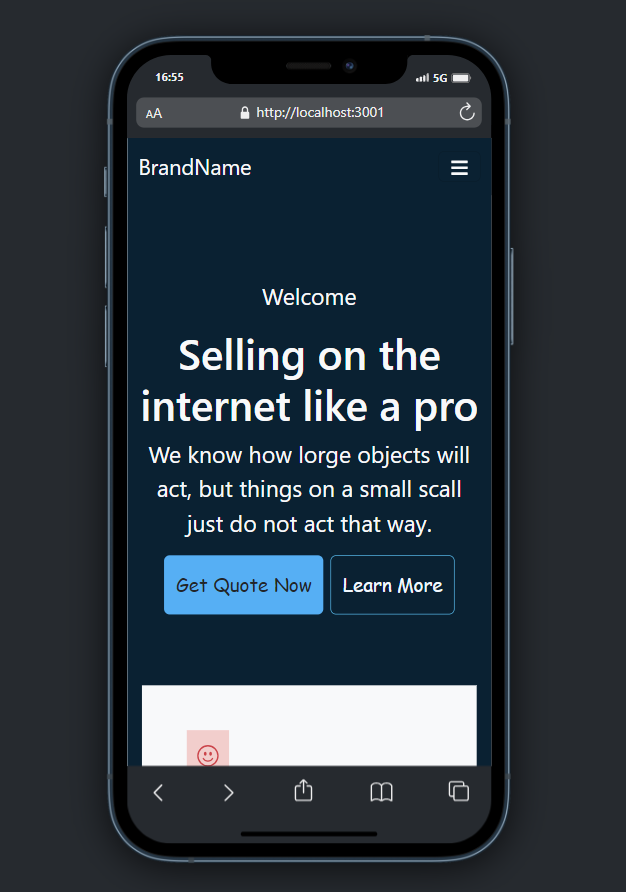 16:55
5G
AA
http://localhost:3001
BrandName
Welcome
Selling on the
internet like a pro
We know how lorge objects will
act, but things on a small scall
just do not act that way.
Get Quote Now
Learn More